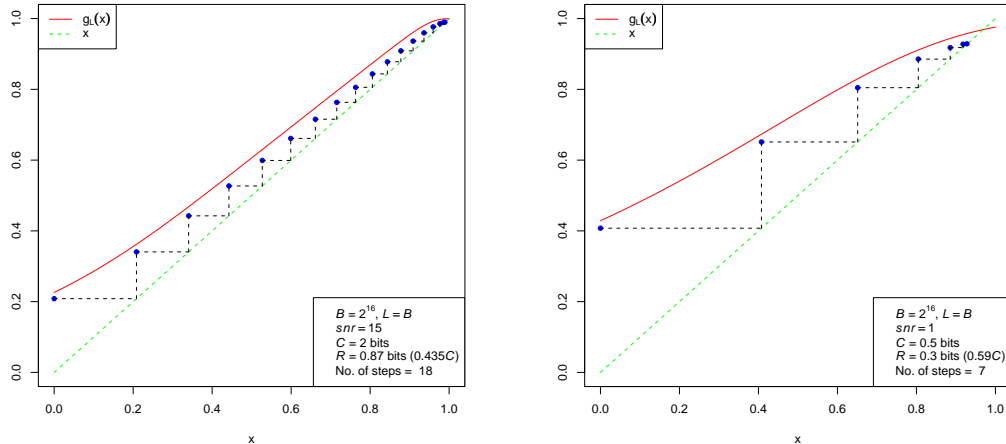 g_L(x)
x
0.0
0.2
0.4
0.6
0.8
1.0
B = 2^16, L = B
snr = 15
C = 2 bits
R = 0.87 bits (0.435C)
No. of steps = 18
0.0 0.2 0.4 0.6 0.8 1.0
x
g_L(x)
x
0.0
0.2
0.4
0.6
0.8
1.0
B = 2^16, L = B
snr = 1
C = 0.5 bits
R = 0.3 bits (0.59C)
No. of steps = 7
0.0 0.2 0.4 0.6 0.8 1.0
x